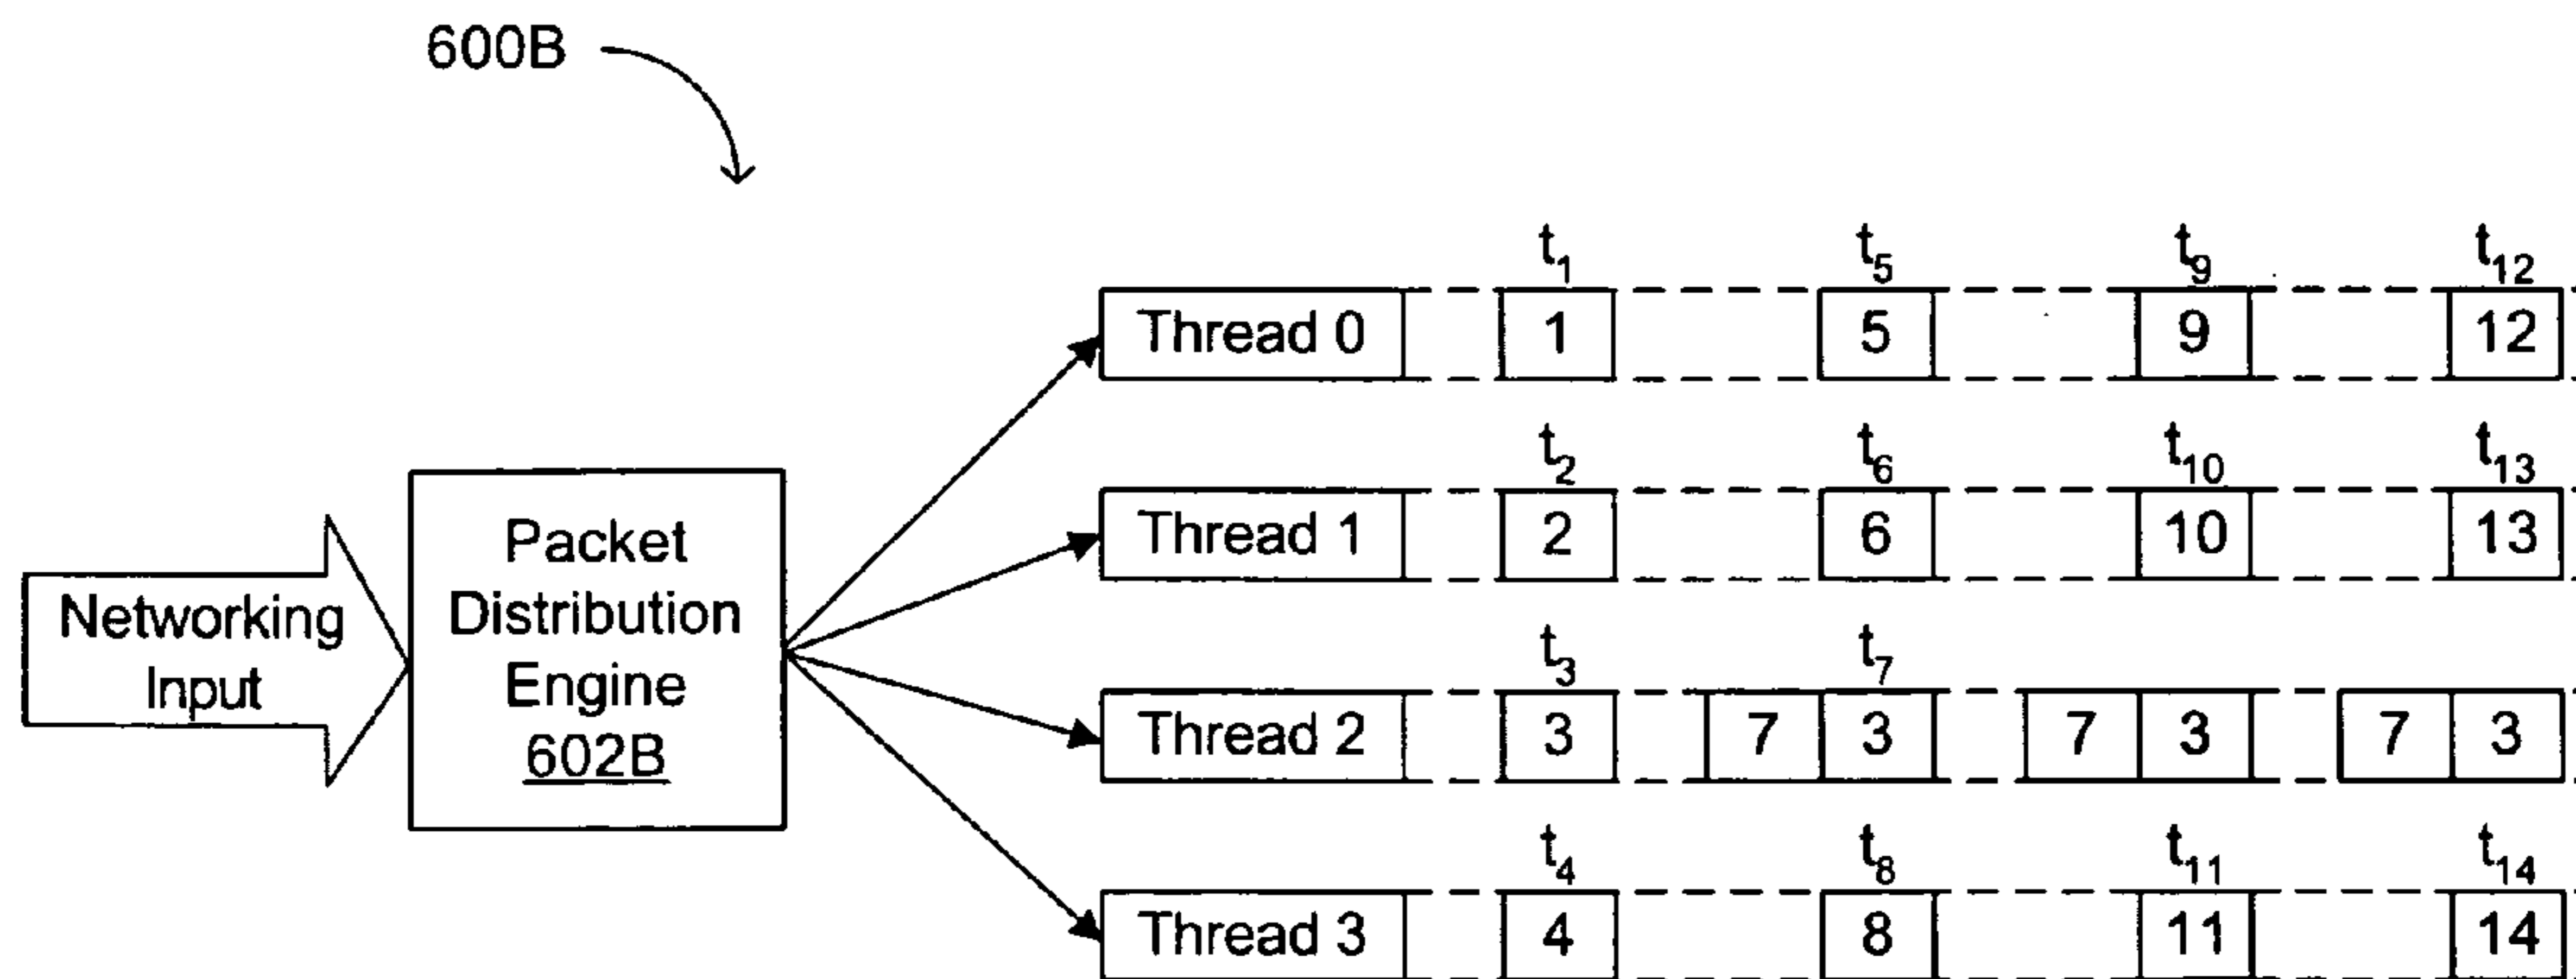 600B
t1 t5 t9 t12
Thread 0 1 5 9 12
t2 t6 t10 t13
Thread 1 2 6 10 13
t3 t7
Thread 2 3 7 3 7 3 7 3
t4 t8 t11 t14
Thread 3 4 8 11 14
Networking
Input
Packet
Distribution
Engine
602B